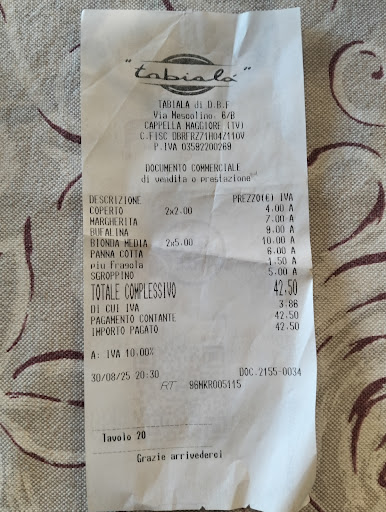 "tabialá"
TABIALA di D.B.F
Via Mescolino, 6/B
CAPPELLA MAGGIORE (TV)
C.FISC DBRFRZ71H04Z110V
P.IVA 03592200269
DOCUMENTO COMMERCIALE
di vendita o prestazione
DESCRIZIONE PREZZO(E) IVA
COPERTO 2x2.00 4.00 A
MARGHERITA 7.00 A
BUFALINA 9.00 A
BIONDA MEDIA 2x5.00 10.00 A
PANNA COTTA 6.00 A
piu fragola 1.50 A
SGROPPINO 5.00 A
TOTALE COMPLESSIVO 42.50
DI CUI IVA 3.86
PAGAMENTO CONTANTE 42.50
IMPORTO PAGATO 42.50
A: IVA 10.00%
30/08/25 20:30 DOC.2155-0034
RT 96MKR005115
Tavolo 20
Grazie arrivederci